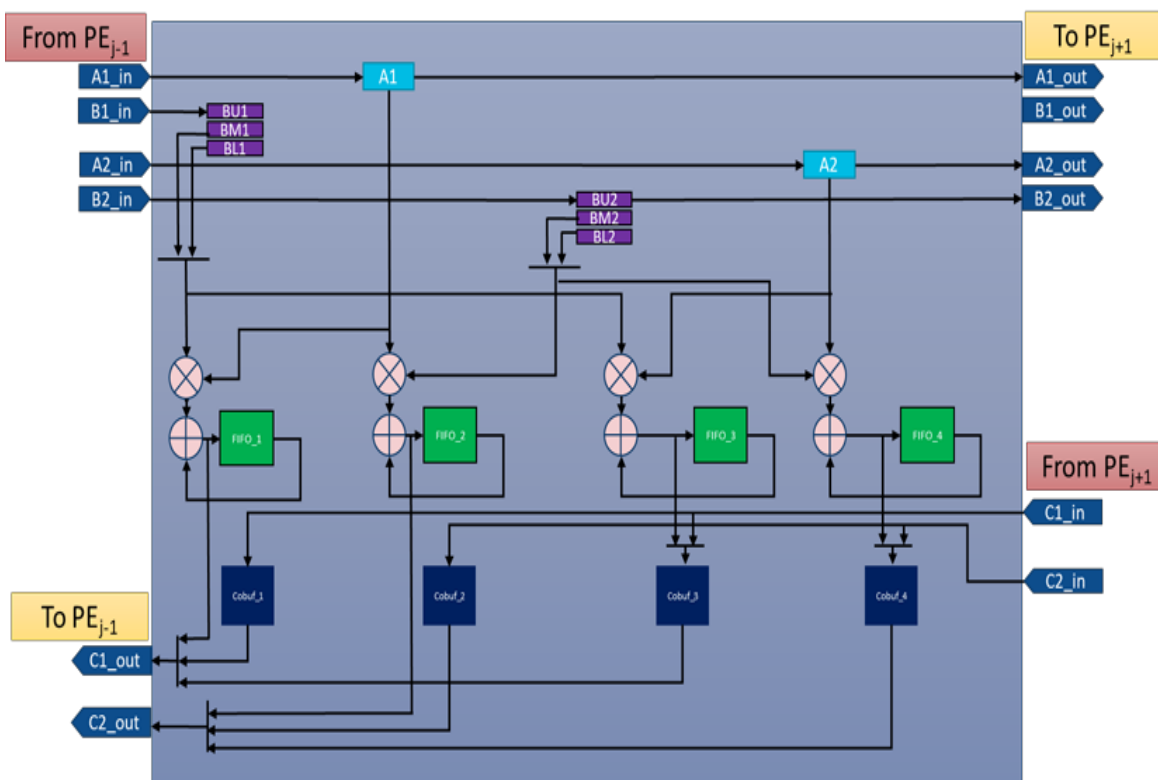 From PEj-1
To PEj+1
A1_in
A1
A1_out
B1_in
BU1
B1_out
BM1
BL1
A2_in
A2
A2_out
B2_in
BU2
B2_out
BM2
BL2
FIFO_1
FIFO_2
FIFO_3
FIFO_4
From PEj+1
C1_in
C2_in
Cobuf_1
Cobuf_2
Cobuf_3
Cobuf_4
To PEj-1
C1_out
C2_out